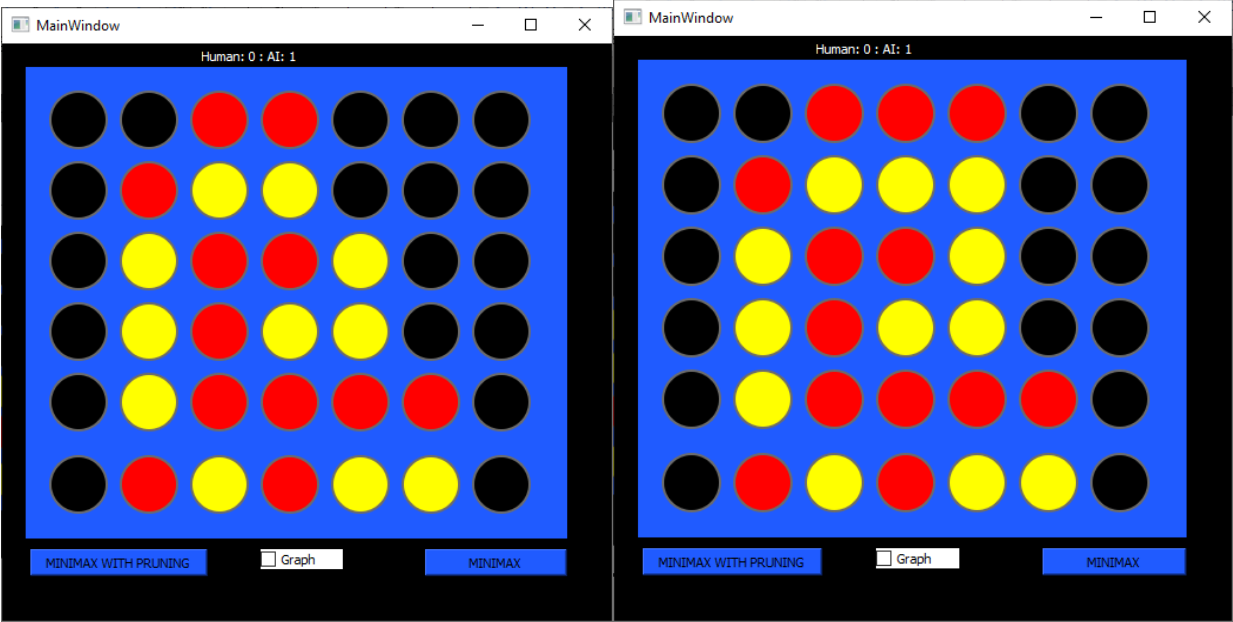 MainWindow
Human: 0 : AI: 1
MINIMAX WITH PRUNING
Graph
MINIMAX
MainWindow
Human: 0 : AI: 1
MINIMAX WITH PRUNING
Graph
MINIMAX